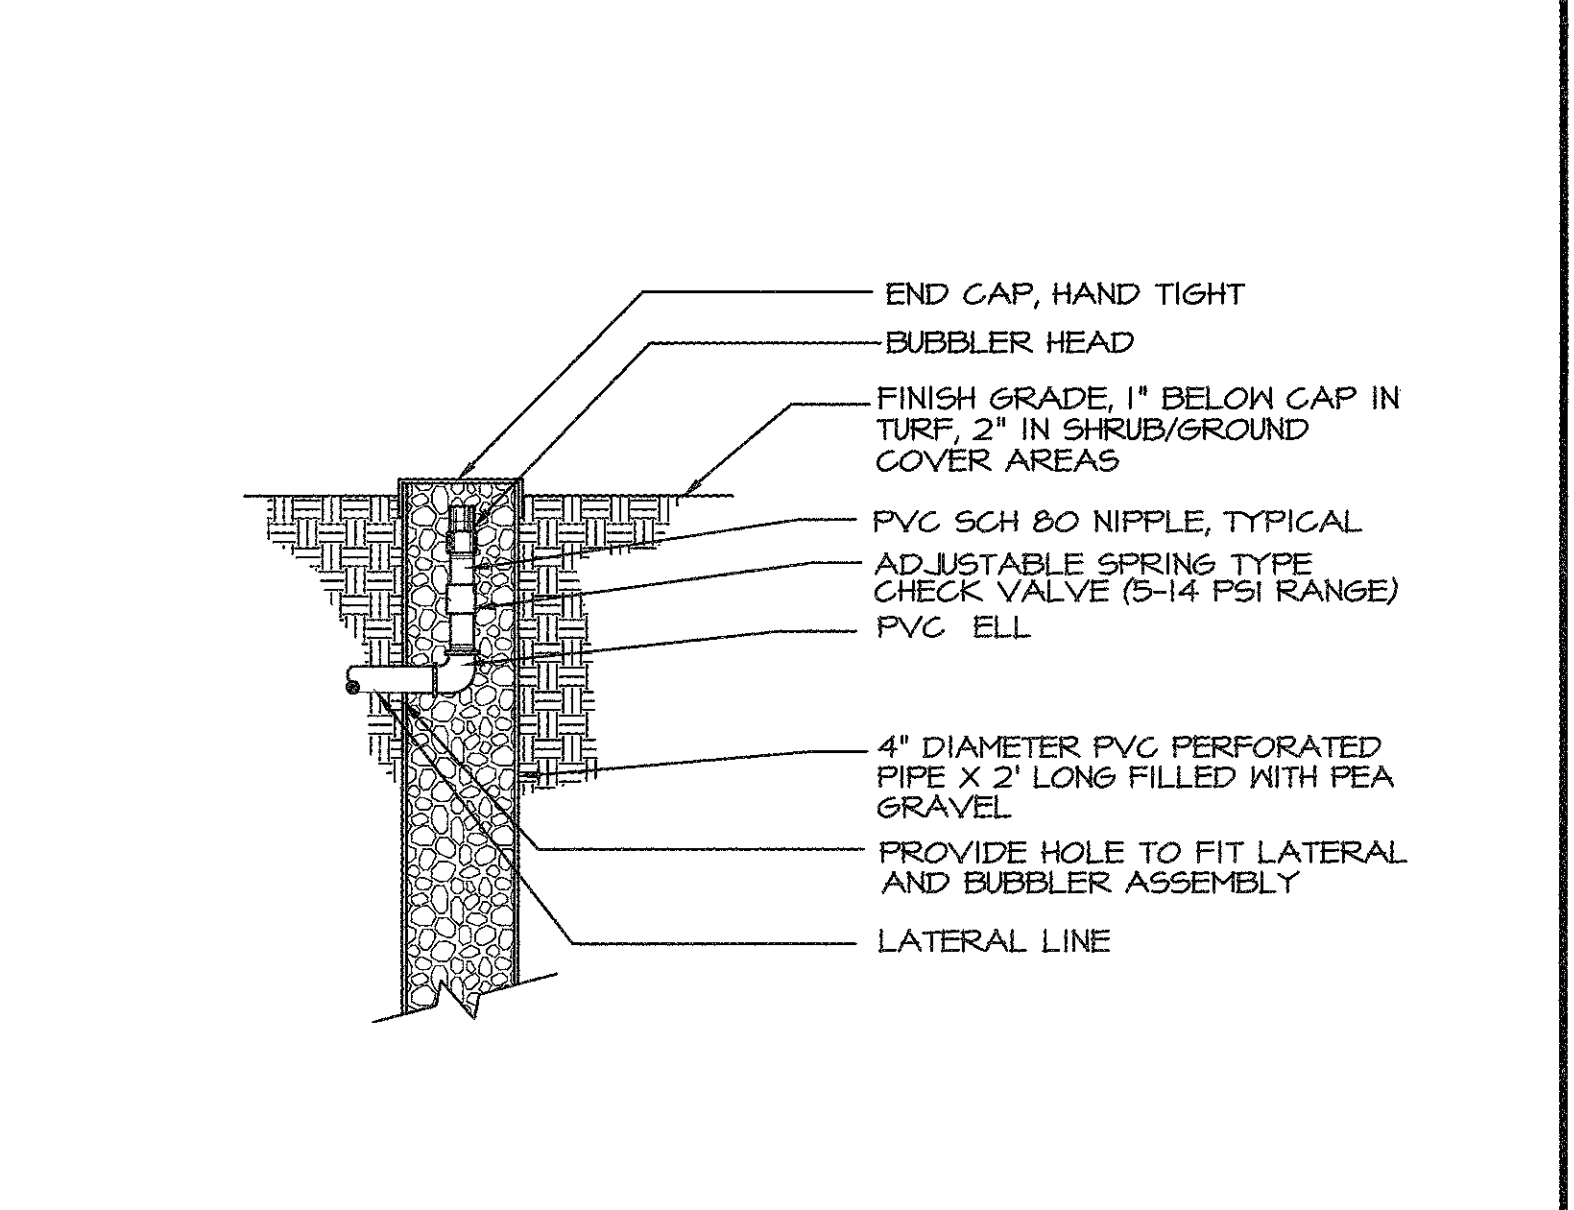 END CAP, HAND TIGHT
BUBBLER HEAD
FINISH GRADE, 1" BELOW CAP IN
TURF, 2" IN SHRUB/GROUND
COVER AREAS
PVC SCH 80 NIPPLE, TYPICAL
ADJUSTABLE SPRING TYPE
CHECK VALVE (5-14 PSI RANGE)
PVC ELL
4" DIAMETER PVC PERFORATED
PIPE X 2' LONG FILLED WITH PEA
GRAVEL
PROVIDE HOLE TO FIT LATERAL
AND BUBBLER ASSEMBLY
LATERAL LINE